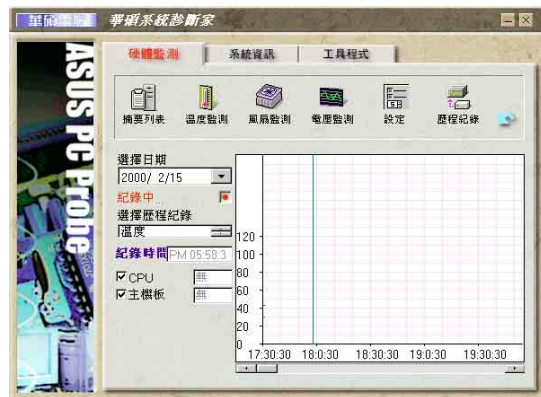 華碩系統診斷家
ASUS PC Probe
硬體監測 系統資訊 工具程式
摘要列表 溫度監測 風扇監測 電壓監測 設定 歷程紀錄
選擇日期
2000/ 2/15
紀錄中
選擇歷程紀錄
溫度
紀錄時間 PM 05:58:3
CPU 無
主機板 無
120
100
80
60
40
20
0
17:30:30 18:0:30 18:30:30 19:0:30 19:30:30